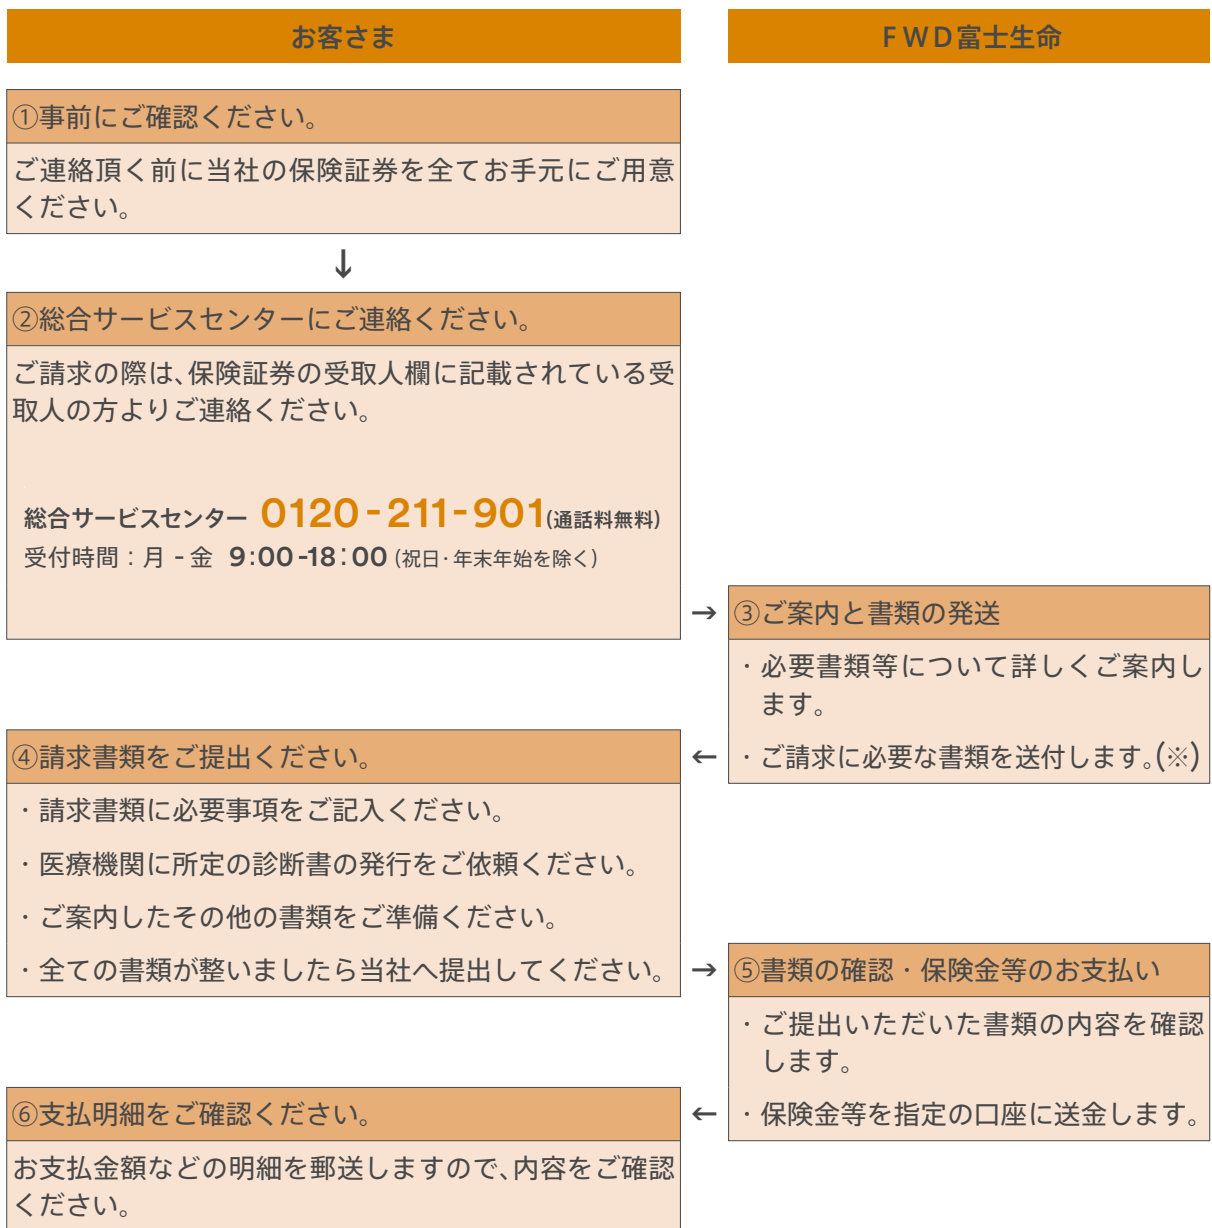 お客さま
FWD富士生命
①事前にご確認ください。
ご連絡頂く前に当社の保険証券を全てお手元にご用意
ください。
↓
②総合サービスセンターにご連絡ください。
ご請求の際は、保険証券の受取人欄に記載されている受
取人の方よりご連絡ください。
総合サービスセンター 0120-211-901(通話料無料)
受付時間：月-金 9:00-18:00(祝日・年末年始を除く)
→
③ご案内と書類の発送
・必要書類等について詳しくご案内し
ます。
・ご請求に必要な書類を送付します。(※)
←
④請求書類をご提出ください。
・請求書類に必要事項をご記入ください。
・医療機関に所定の診断書の発行をご依頼ください。
・ご案内したその他の書類をご準備ください。
・全ての書類が整いましたら当社へ提出してください。
→
⑤書類の確認・保険金等のお支払い
・ご提出いただいた書類の内容を確認
します。
・保険金等を指定の口座に送金します。
←
⑥支払明細をご確認ください。
お支払金額などの明細を郵送しますので、内容をご確認
ください。